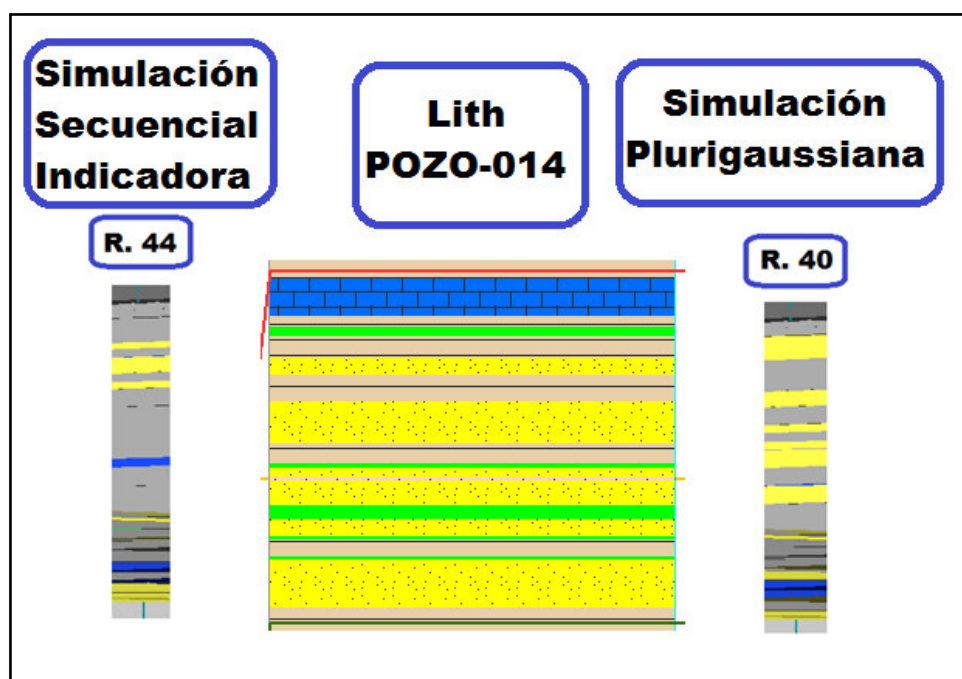 Simulación
Secuencial
Indicadora
R. 44
Lith
POZO-014
Simulación
Plurigaussiana
R. 40